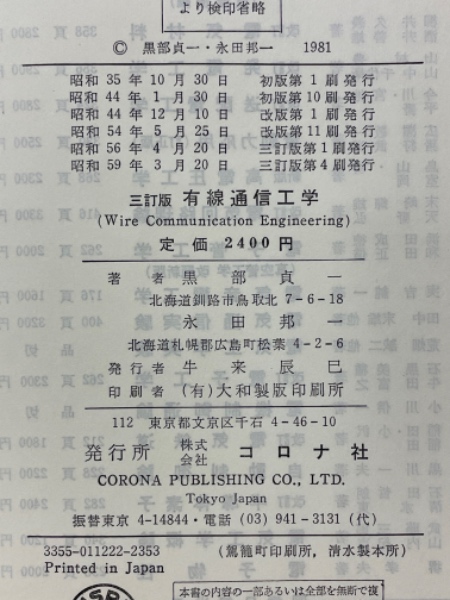 より検印省略
© 黒部貞一・永田邦一 1981
昭和 35 年 10 月 30 日 初版第 1 刷発行
昭和 44 年 1 月 30 日 初版第10刷発行
昭和 44 年 12 月 10 日 改版第 1 刷発行
昭和 54 年 5 月 25 日 改版第11刷発行
昭和 56 年 4 月 20 日 三訂版第1刷発行
昭和 59 年 3 月 20 日 三訂版第4刷発行
三訂版 有線通信工学
(Wire Communication Engineering)
定価 2400円
著者 黒部貞一
北海道釧路市鳥取北 7-6-18
永田邦一
北海道札幌郡広島町松葉 4-2-6
発行者 牛来辰巳
印刷者 (有)大和製版印刷所
112 東京都文京区千石 4-46-10
発行所 株式会社 コロナ社
CORONA PUBLISHING CO., LTD.
Tokyo Japan
振替東京 4-14844・電話 (03) 941-3131 (代)
3355-011222-2353 (駕籠町印刷所, 清水製本所)
Printed in Japan
本書の内容の一部あるいは全部を無断で複